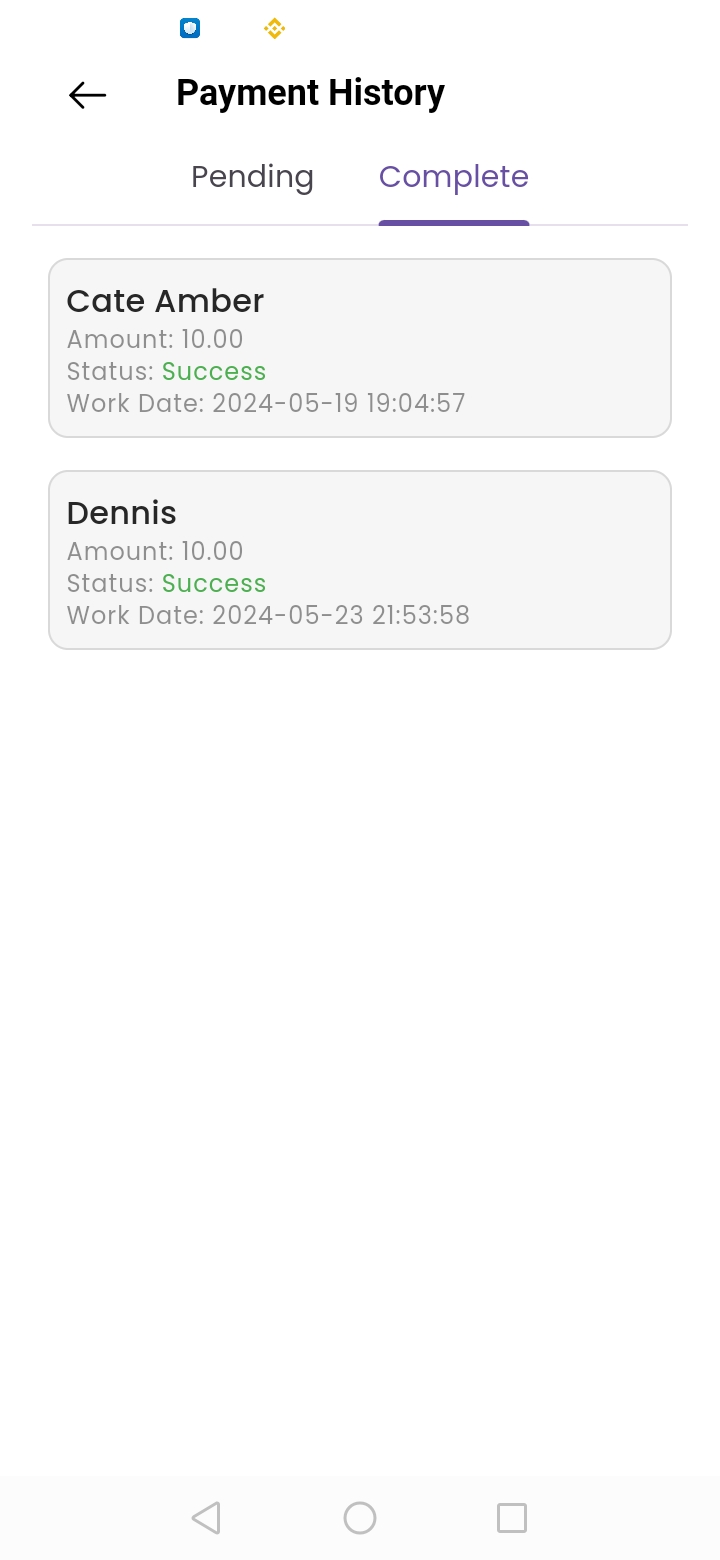 Payment History
Pending Complete
Cate Amber
Amount: 10.00
Status: Success
Work Date: 2024-05-19 19:04:57
Dennis
Amount: 10.00
Status: Success
Work Date: 2024-05-23 21:53:58